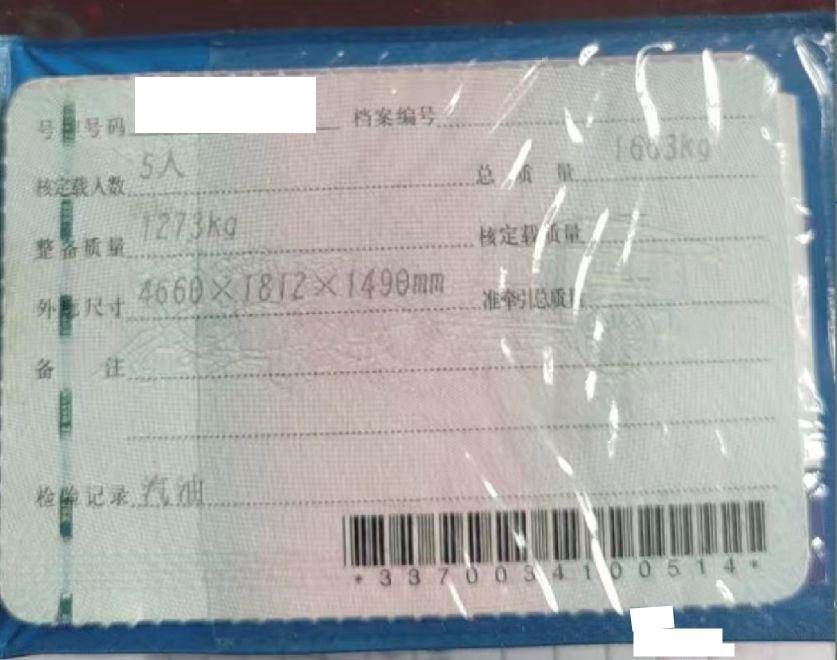 号牌号码 档案编号
核定载人数 5人 总质量 1663kg
整备质量 1273kg 核定载质量 --
外廓尺寸 4660×1812×1490mm 准牵引总质量 --
备注
检验记录 汽油
*3370034100514*